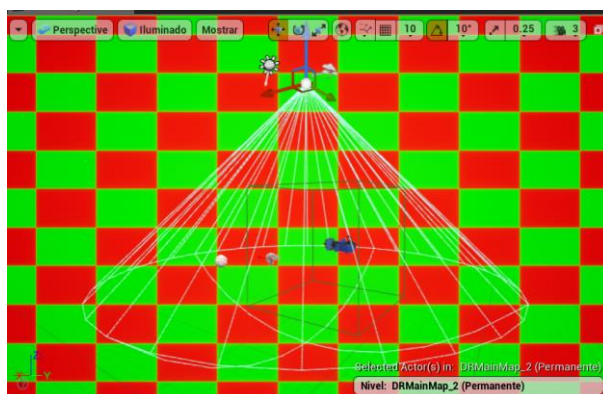 Perspective Iluminado Mostrar 10 10° 0.25 3
Z
Y
Selected Actor(s) in: DRMainMap_2 (Permanente)
Nivel: DRMainMap_2 (Permanente)